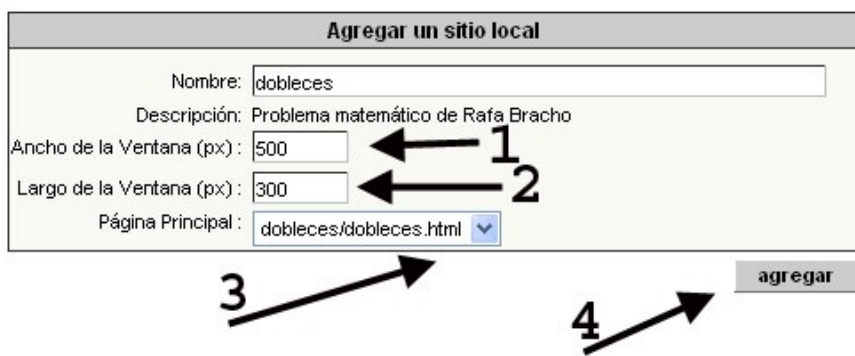 Agregar un sitio local
Nombre: dobleces
Descripción: Problema matemático de Rafa Bracho
Ancho de la Ventana (px) : 500 1
Largo de la Ventana (px) : 300 2
Página Principal : dobleces/dobleces.html
3
agregar
4